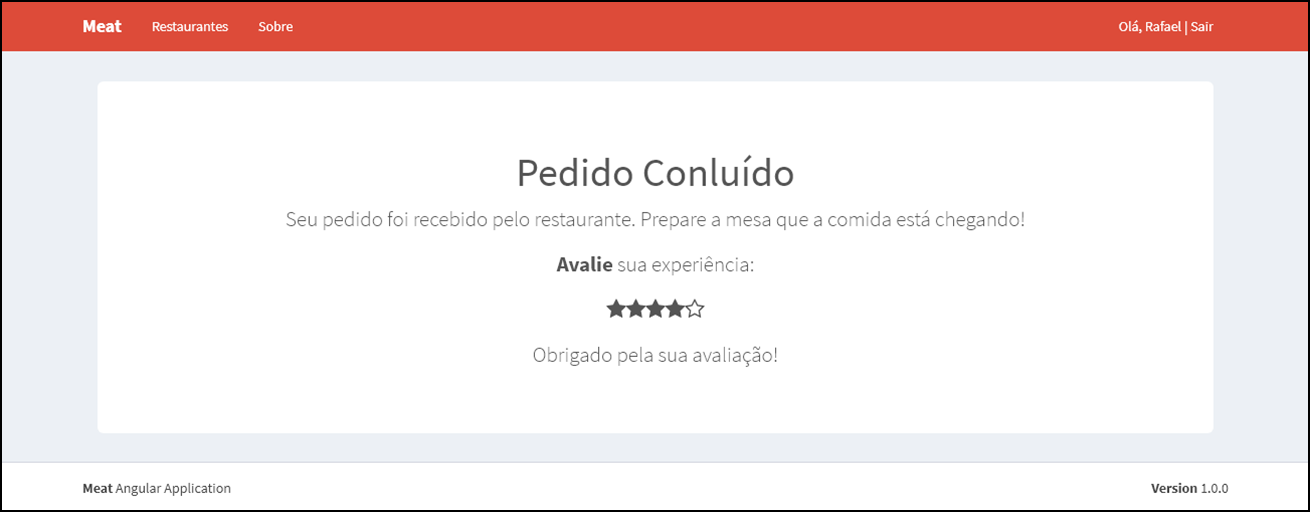 Meat Restaurantes Sobre Olá, Rafael | Sair
Pedido Conluído
Seu pedido foi recebido pelo restaurante. Prepare a mesa que a comida está chegando!
Avalie sua experiência:
Obrigado pela sua avaliação!
Meat Angular Application Version 1.0.0